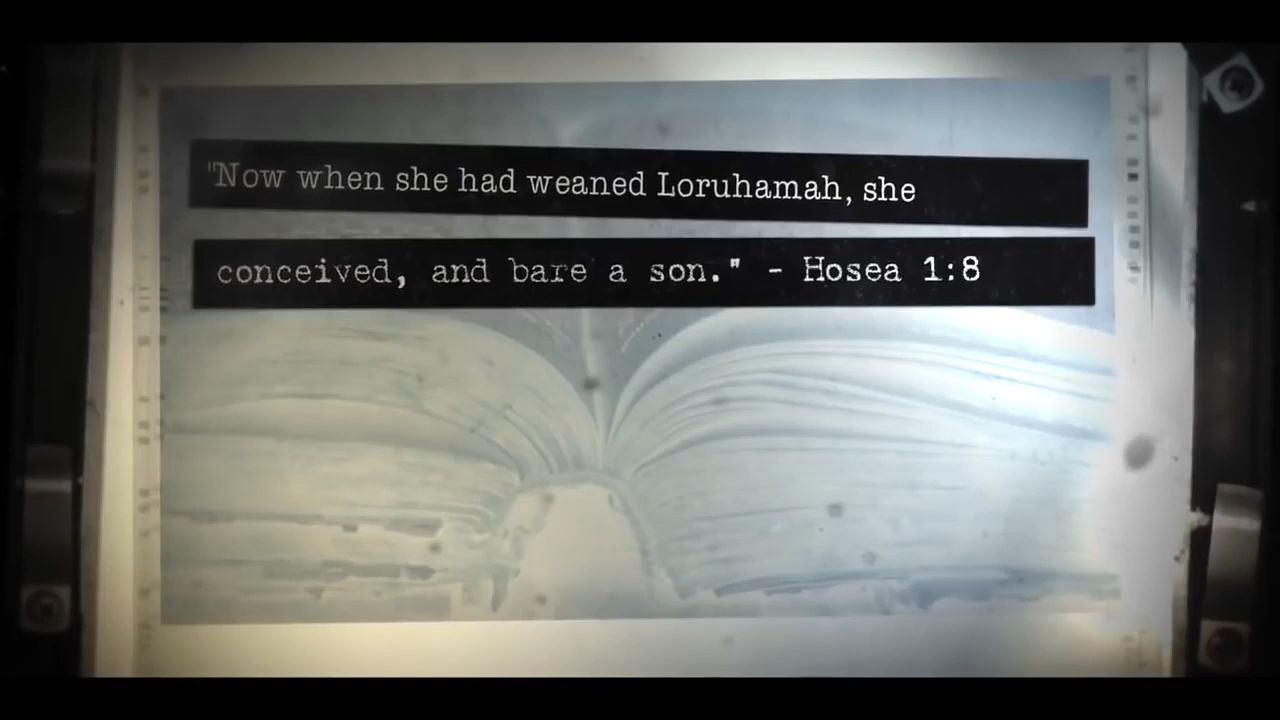 "Now when she had weaned Loruhamah, she
conceived, and bare a son." - Hosea 1:8